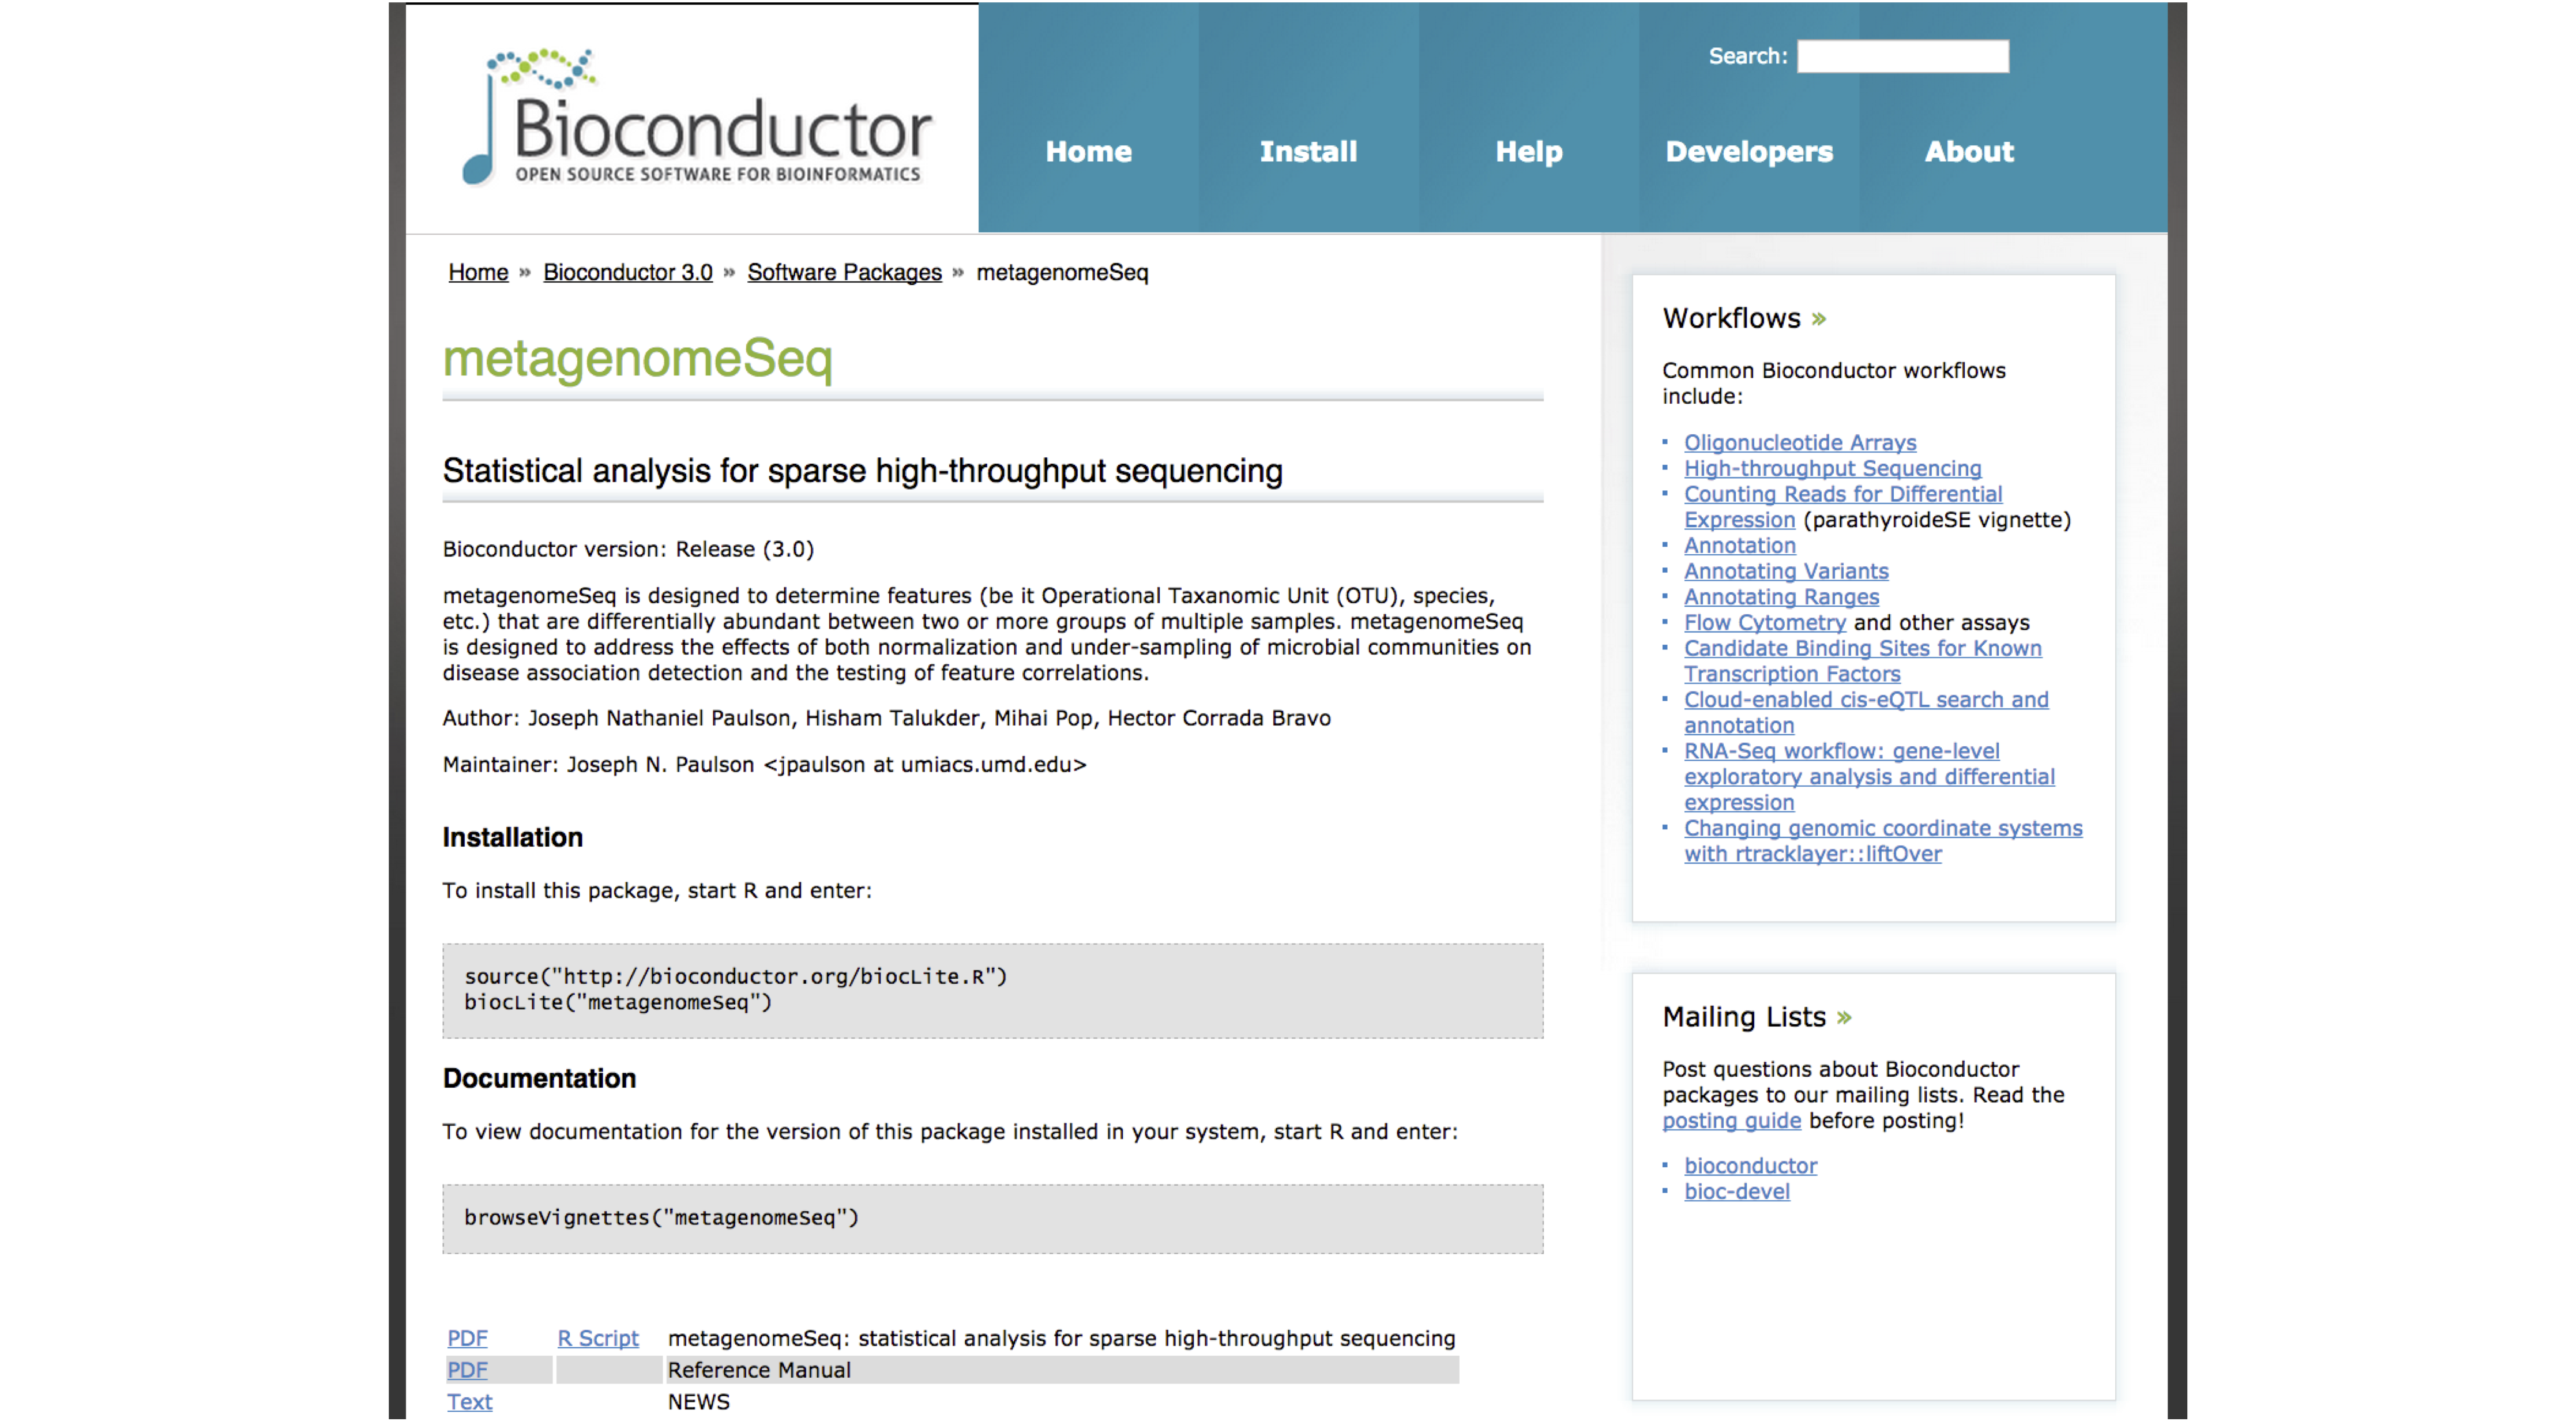 Bioconductor
OPEN SOURCE SOFTWARE FOR BIOINFORMATICS
Search:
Home Install Help Developers About
Home » Bioconductor 3.0 » Software Packages » metagenomeSeq
metagenomeSeq
Statistical analysis for sparse high-throughput sequencing
Bioconductor version: Release (3.0)
metagenomeSeq is designed to determine features (be it Operational Taxanomic Unit (OTU), species,
etc.) that are differentially abundant between two or more groups of multiple samples. metagenomeSeq
is designed to address the effects of both normalization and under-sampling of microbial communities on
disease association detection and the testing of feature correlations.
Author: Joseph Nathaniel Paulson, Hisham Talukder, Mihai Pop, Hector Corrada Bravo
Maintainer: Joseph N. Paulson <jpaulson at umiacs.umd.edu>
Installation
To install this package, start R and enter:
source("http://bioconductor.org/biocLite.R")
biocLite("metagenomeSeq")
Documentation
To view documentation for the version of this package installed in your system, start R and enter:
browseVignettes("metagenomeSeq")
PDF R Script metagenomeSeq: statistical analysis for sparse high-throughput sequencing
PDF Reference Manual
Text NEWS
Workflows »
Common Bioconductor workflows
include:
Oligonucleotide Arrays
High-throughput Sequencing
Counting Reads for Differential
Expression (parathyroideSE vignette)
Annotation
Annotating Variants
Annotating Ranges
Flow Cytometry and other assays
Candidate Binding Sites for Known
Transcription Factors
Cloud-enabled cis-eQTL search and
annotation
RNA-Seq workflow: gene-level
exploratory analysis and differential
expression
Changing genomic coordinate systems
with rtracklayer::liftOver
Mailing Lists »
Post questions about Bioconductor
packages to our mailing lists. Read the
posting guide before posting!
bioconductor
bioc-devel